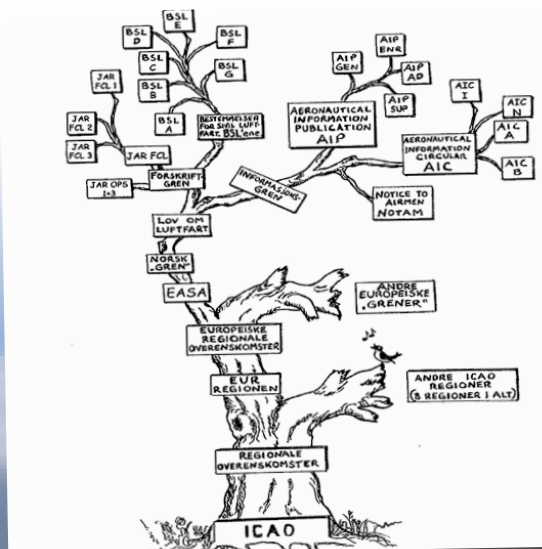 BSL
E
BSL
D
BSL
F
BSL
C
BSL
G
BSL
B
BSL
A
JAR
FCL 1
JAR
FCL 2
JAR
FCL 3
JAR FCL
JAR OPS
1+3
BESTEMMELSER
FOR SIVIL LUFT-
FART. BSL'ene
FORSKRIFT-
GREN
AIP
GEN
AIP
ENR
AIP
AD
AIP
SUP
AERONAUTICAL
INFORMATION
PUBLICATION
AIP
AIC
I
AIC
N
AIC
A
AIC
B
AERONAUTICAL
INFORMATION
CIRCULAR
AIC
INFORMASJONS-
GREN
NOTICE TO
AIRMEN
NOTAM
LOV OM
LUFTFART
NORSK
„GREN"
EASA
ANDRE
EUROPEISKE
„GRENER"
EUROPEISKE
REGIONALE
OVERENSKOMSTER
EUR
REGIONEN
ANDRE ICAO
REGIONER
(8 REGIONER I ALT)
REGIONALE
OVERENSKOMSTER
ICAO